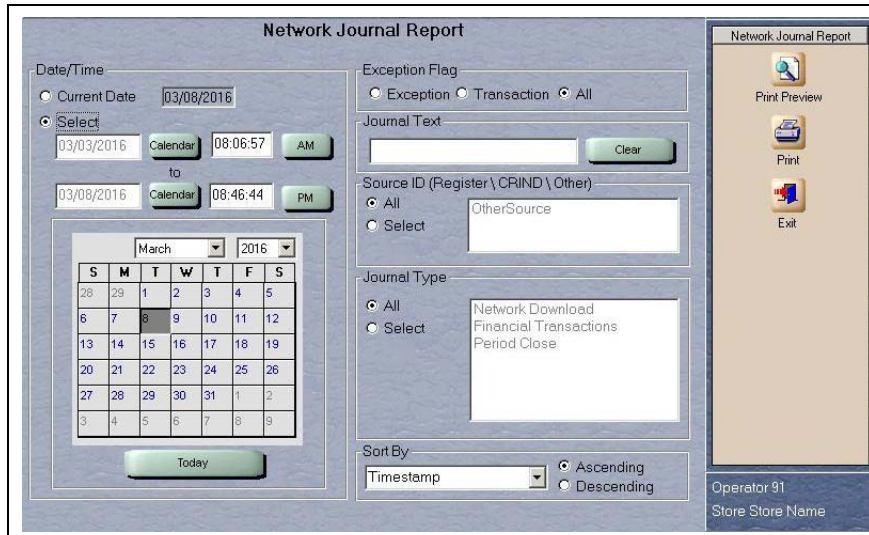 Network Journal Report
Date/Time
Current Date 03/08/2016
Select
03/03/2016 Calendar 08:06:57 AM
to
03/08/2016 Calendar 08:46:44 PM
March 2016
S M T W T F S
28 29 1 2 3 4 5
6 7 8 9 10 11 12
13 14 15 16 17 18 19
20 21 22 23 24 25 26
27 28 29 30 31 1 2
3 4 5 6 7 8 9
Today
Exception Flag
Exception Transaction All
Journal Text
Clear
Source ID (Register \ CRIND \ Other)
All
Select
OtherSource
Journal Type
All
Select
Network Download
Financial Transactions
Period Close
Sort By
Timestamp
Ascending
Descending
Network Journal Report
Print Preview
Print
Exit
Operator 91
Store Store Name